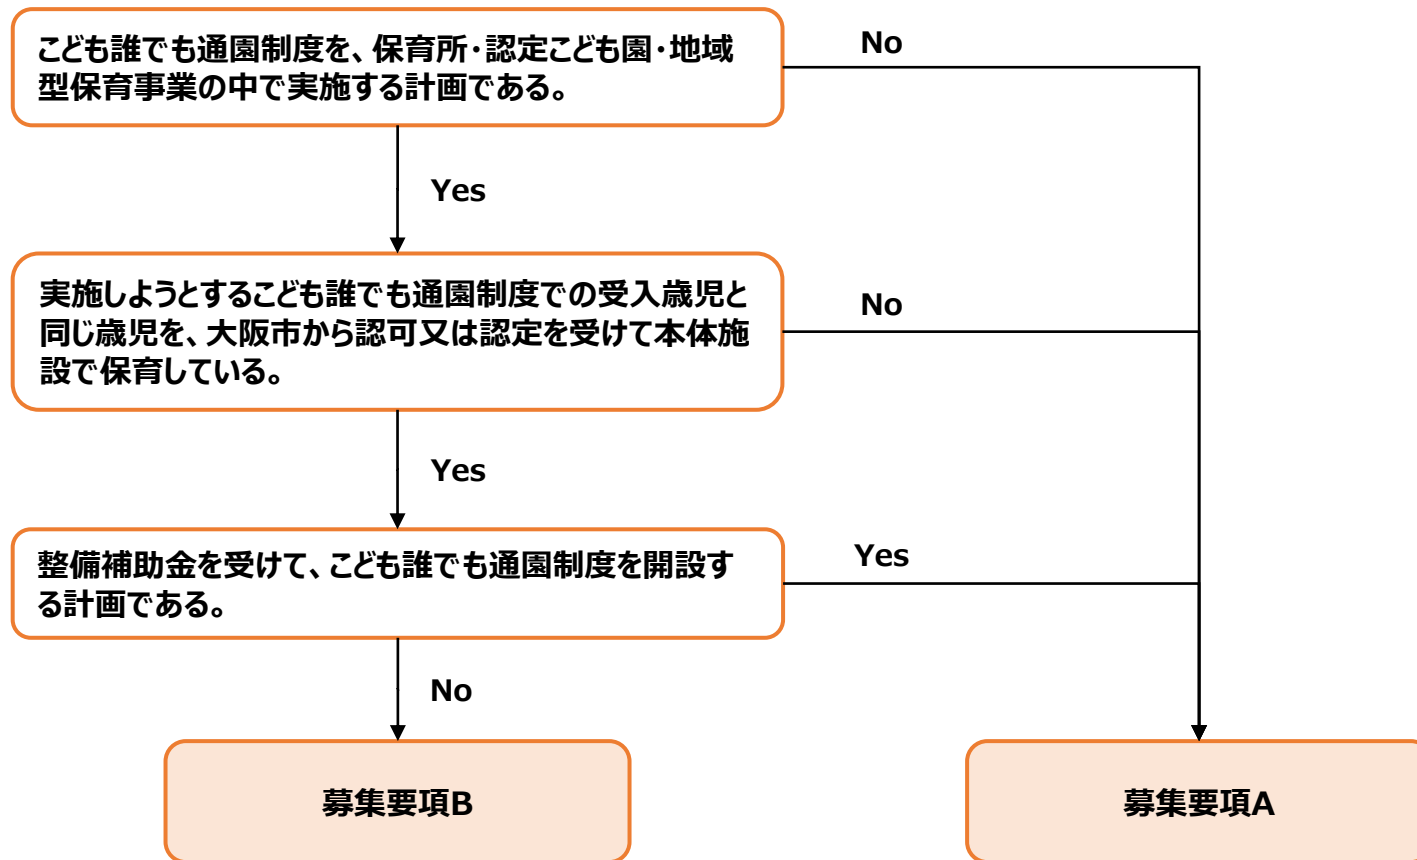 こども誰でも通園制度を、保育所・認定こども園・地域
型保育事業の中で実施する計画である。
No
Yes
実施しようとするこども誰でも通園制度での受入歳児と
同じ歳児を、大阪市から認可又は認定を受けて本体施
設で保育している。
No
Yes
整備補助金を受けて、こども誰でも通園制度を開設す
る計画である。
Yes
No
募集要項B
募集要項A